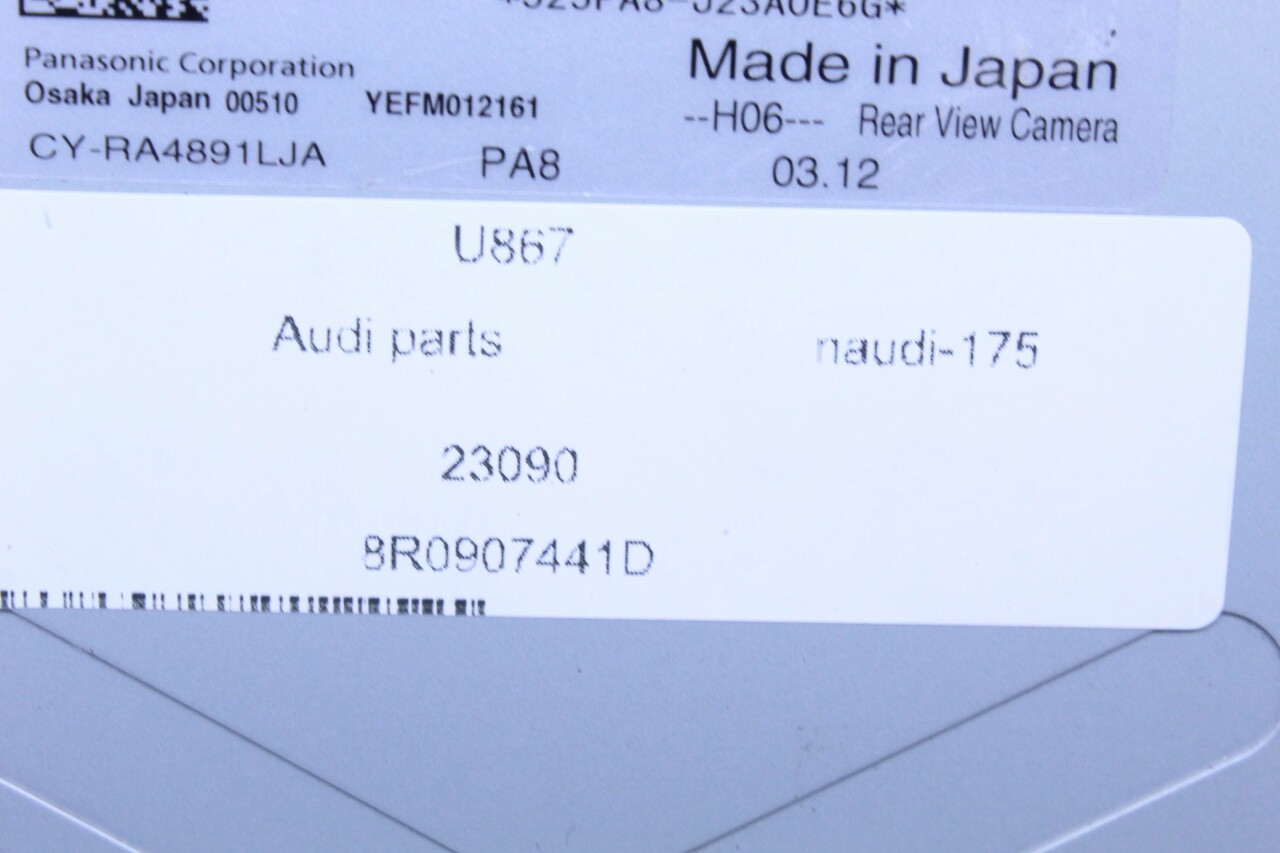 Made in Japan
Panasonic Corporation
Osaka Japan 00510 YEFM012161
--H06--- Rear View Camera
CY-RA4891LJA PA8 03.12
U867
Audi parts naudi-175
23090
8R0907441D